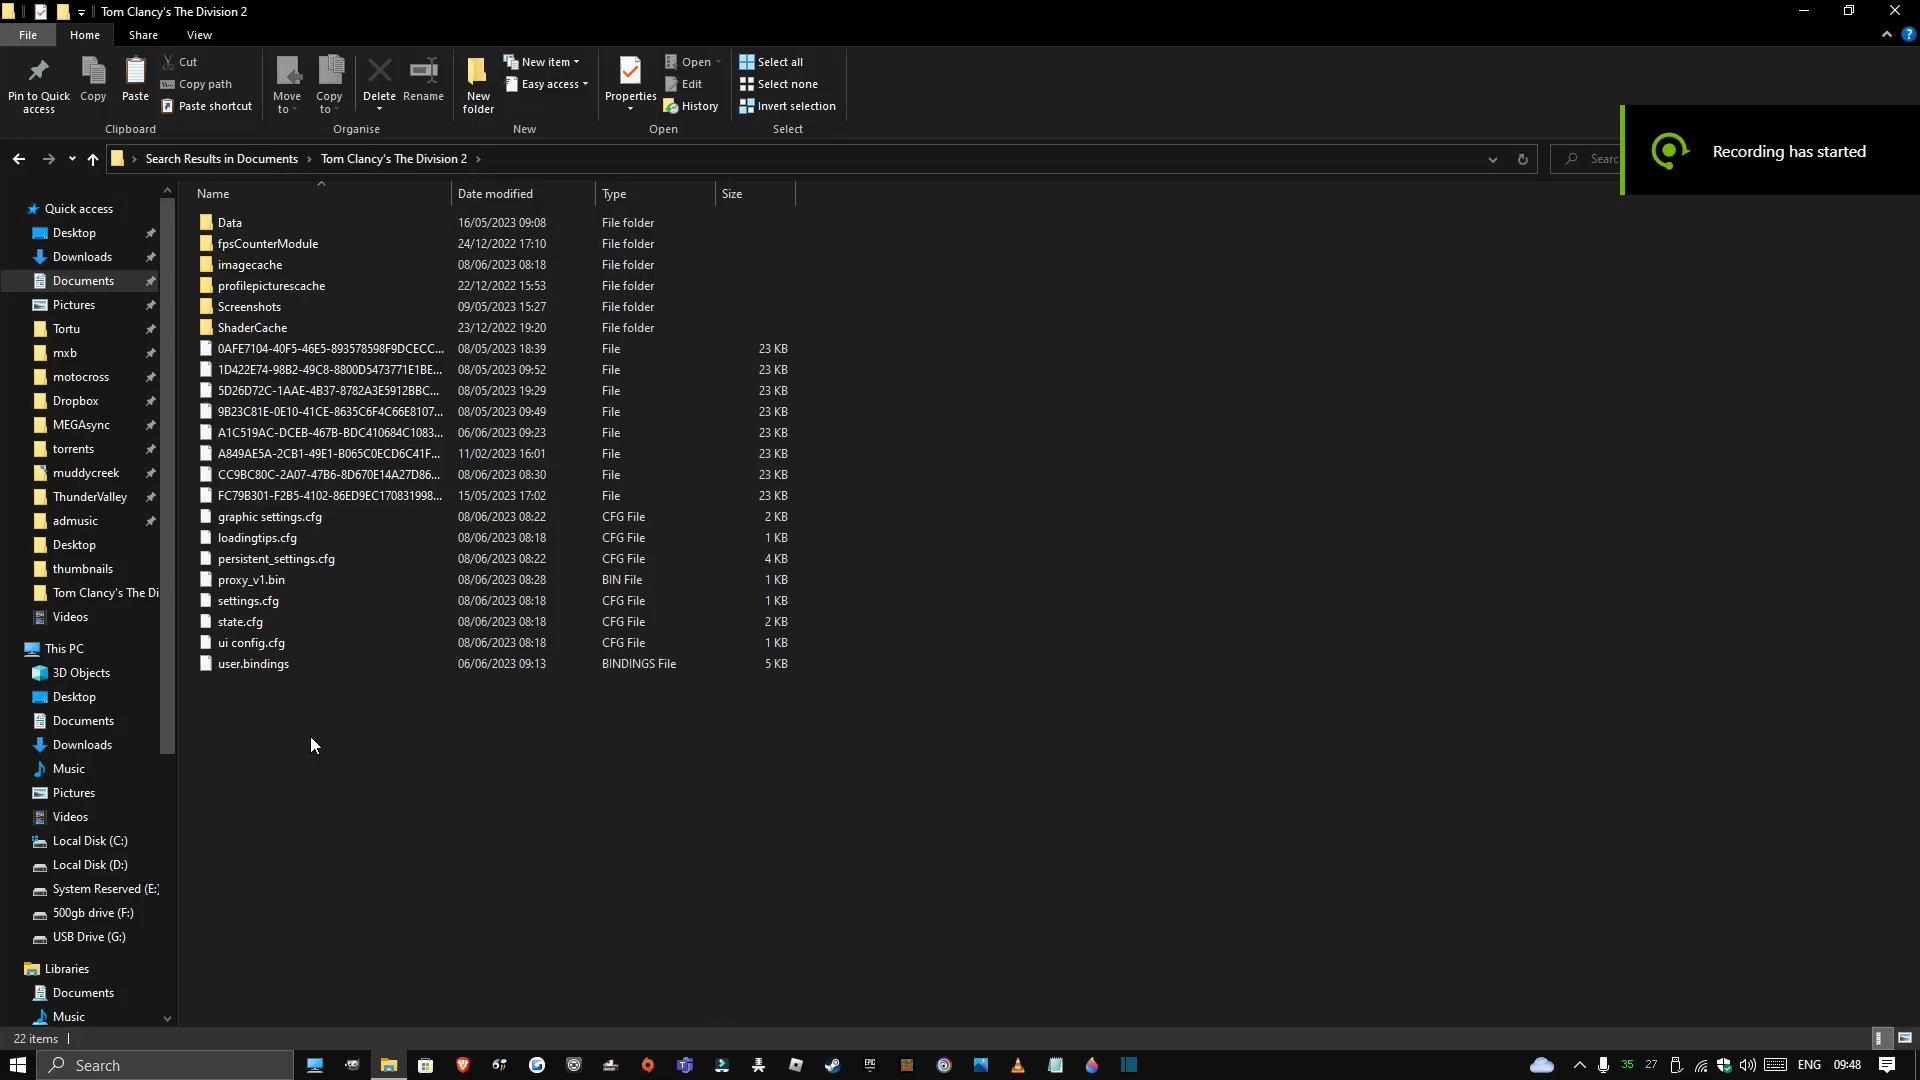 Tom Clancy's The Division 2
File Home Share View
Pin to Quick access
Copy
Paste
Cut
Copy path
Paste shortcut
Clipboard
Move to
Copy to
Delete
Rename
Organise
New folder
New item
Easy access
New
Properties
Open
Edit
History
Open
Select all
Select none
Invert selection
Select
Recording has started
Search Results in Documents Tom Clancy's The Division 2
Searc
Name Date modified Type Size
Quick access
Desktop
Downloads
Documents
Pictures
Tortu
mxb
motocross
Dropbox
MEGAsync
torrents
muddycreek
ThunderValley
admusic
Desktop
thumbnails
Tom Clancy's The Di
Videos
This PC
3D Objects
Desktop
Documents
Downloads
Music
Pictures
Videos
Local Disk (C:)
Local Disk (D:)
System Reserved (E:)
500gb drive (F:)
USB Drive (G:)
Libraries
Documents
Music
Data 16/05/2023 09:08 File folder
fpsCounterModule 24/12/2022 17:10 File folder
imagecache 08/06/2023 08:18 File folder
profilepicturescache 22/12/2022 15:53 File folder
Screenshots 09/05/2023 15:27 File folder
ShaderCache 23/12/2022 19:20 File folder
0AFE7104-40F5-46E5-893578598F9DCECC... 08/05/2023 18:39 File 23 KB
1D422E74-98B2-49C8-8800D5473771E1BE... 08/05/2023 09:52 File 23 KB
5D26D72C-1AAE-4B37-8782A3E5912BBC... 08/05/2023 19:29 File 23 KB
9B23C81E-0E10-41CE-8635C6F4C66E8107... 08/05/2023 09:49 File 23 KB
A1C519AC-DCEB-467B-BDC410684C1083... 06/06/2023 09:23 File 23 KB
A849AE5A-2CB1-49E1-B065C0ECD6C41F... 11/02/2023 16:01 File 23 KB
CC9BC80C-2A07-47B6-8D670E14A27D86... 08/06/2023 08:30 File 23 KB
FC79B301-F2B5-4102-86ED9EC170831998... 15/05/2023 17:02 File 23 KB
graphic settings.cfg 08/06/2023 08:22 CFG File 2 KB
loadingtips.cfg 08/06/2023 08:18 CFG File 1 KB
persistent_settings.cfg 08/06/2023 08:22 CFG File 4 KB
proxy_v1.bin 08/06/2023 08:28 BIN File 1 KB
settings.cfg 08/06/2023 08:18 CFG File 1 KB
state.cfg 08/06/2023 08:18 CFG File 2 KB
ui config.cfg 08/06/2023 08:18 CFG File 1 KB
user.bindings 06/06/2023 09:13 BINDINGS File 5 KB
22 items
Search
EPIC
35 27 ENG 09:48